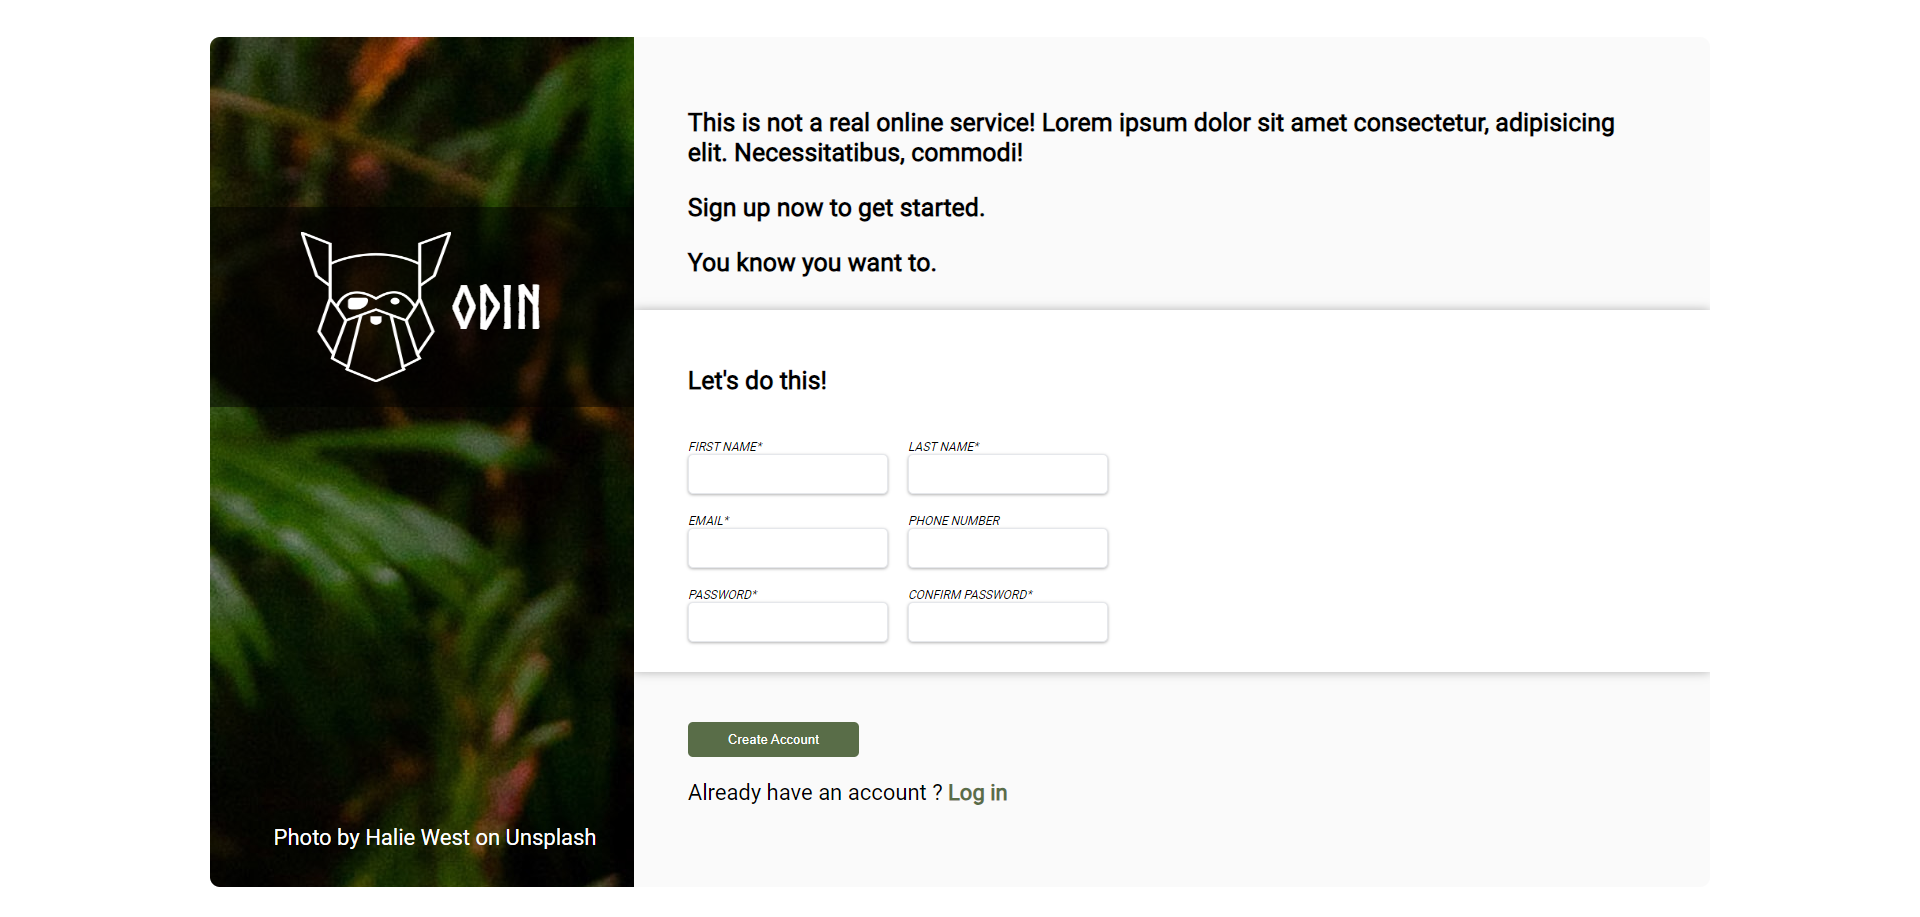 ODIN
Photo by Halie West on Unsplash
This is not a real online service! Lorem ipsum dolor sit amet consectetur, adipisicing
elit. Necessitatibus, commodi!
Sign up now to get started.
You know you want to.
Let's do this!
FIRST NAME*
LAST NAME*
EMAIL*
PHONE NUMBER
PASSWORD*
CONFIRM PASSWORD*
Create Account
Already have an account ? Log in